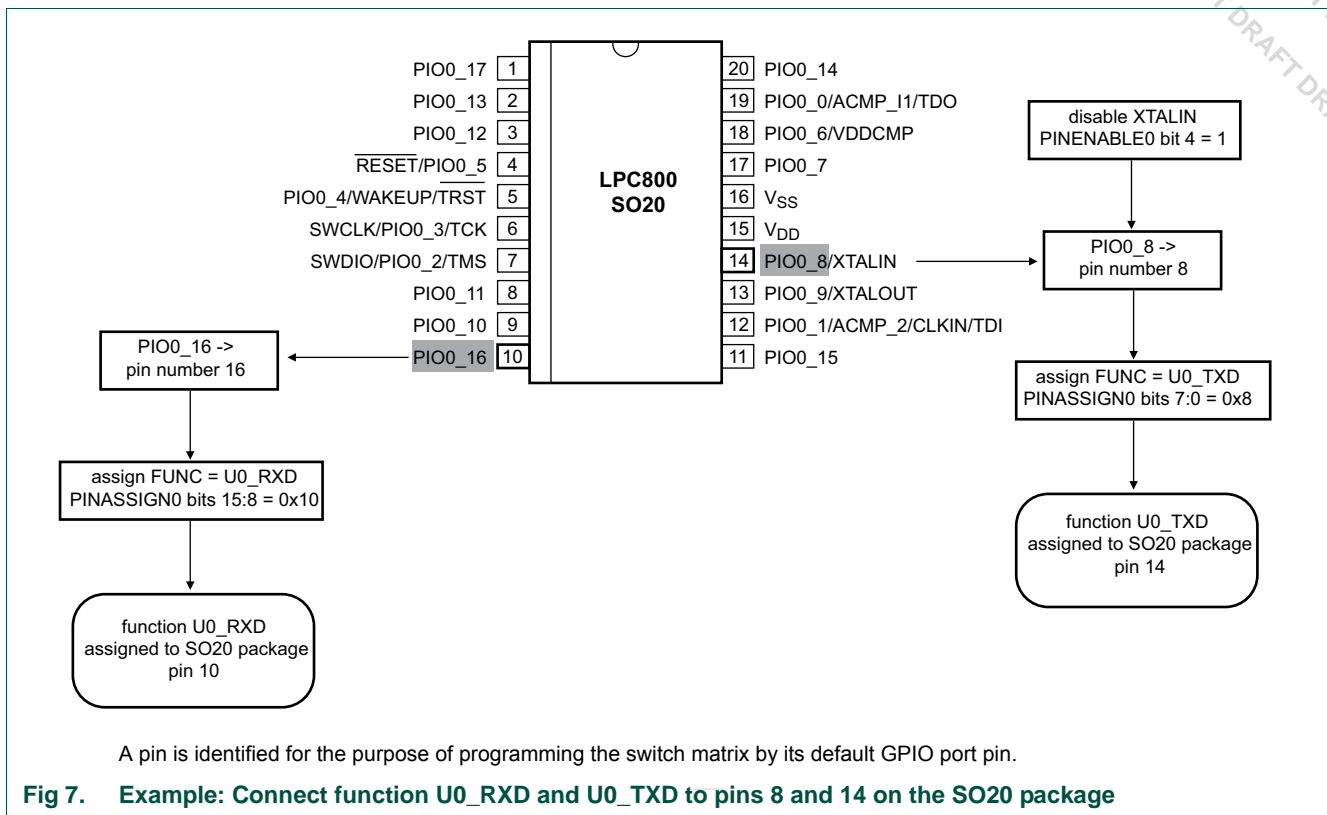 DRAFT DRA
PIO0_17 1
PIO0_13 2
PIO0_12 3
RESET/PIO0_5 4
PIO0_4/WAKEUP/TRST 5
SWCLK/PIO0_3/TCK 6
SWDIO/PIO0_2/TMS 7
PIO0_11 8
PIO0_10 9
PIO0_16 10
LPC800
SO20
20 PIO0_14
19 PIO0_0/ACMP_I1/TDO
18 PIO0_6/VDDCMP
17 PIO0_7
16 VSS
15 VDD
14 PIO0_8/XTALIN
13 PIO0_9/XTALOUT
12 PIO0_1/ACMP_2/CLKIN/TDI
11 PIO0_15
PIO0_16 ->
pin number 16
assign FUNC = U0_RXD
PINASSIGN0 bits 15:8 = 0x10
function U0_RXD
assigned to SO20 package
pin 10
disable XTALIN
PINENABLE0 bit 4 = 1
PIO0_8 ->
pin number 8
assign FUNC = U0_TXD
PINASSIGN0 bits 7:0 = 0x8
function U0_TXD
assigned to SO20 package
pin 14
A pin is identified for the purpose of programming the switch matrix by its default GPIO port pin.
Fig 7. Example: Connect function U0_RXD and U0_TXD to pins 8 and 14 on the SO20 package